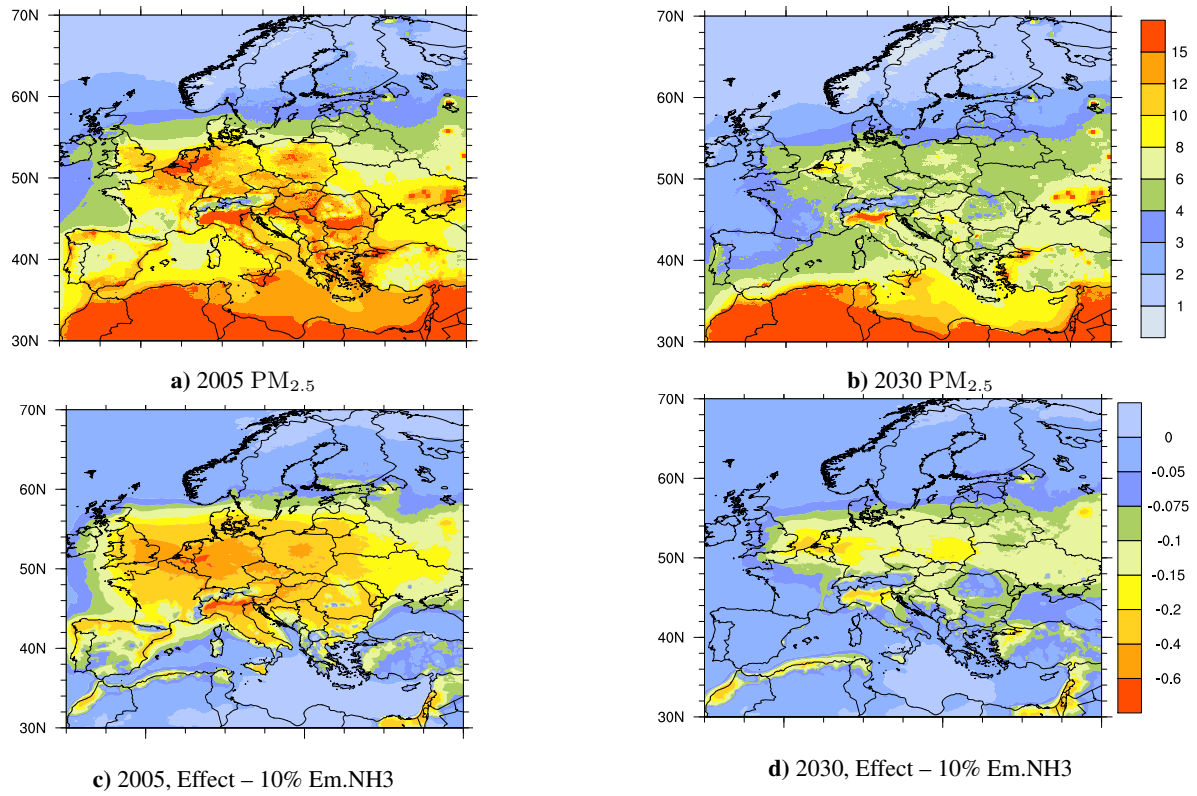 70N
60N
50N
40N
30N
a) 2005 PM2.5
70N
60N
50N
40N
30N
15
12
10
8
6
4
3
2
1
b) 2030 PM2.5
70N
60N
50N
40N
30N
c) 2005, Effect – 10% Em.NH3
70N
60N
50N
40N
30N
0
-0.05
-0.075
-0.1
-0.15
-0.2
-0.4
-0.6
d) 2030, Effect – 10% Em.NH3